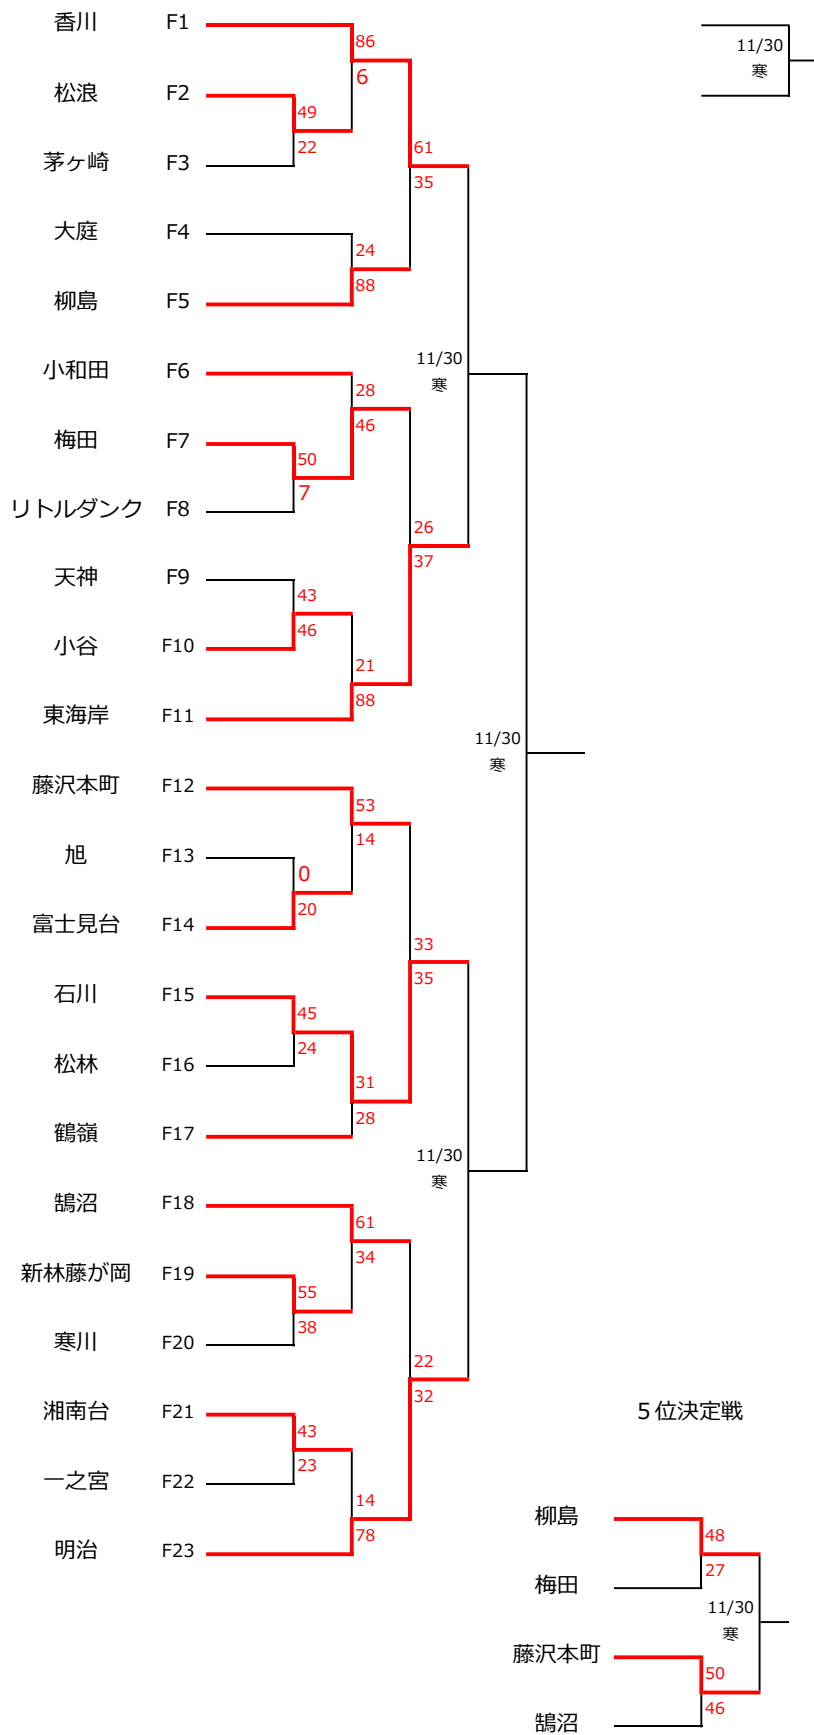 香川 F1
86
11/30
寒
6
松浪 F2
49
22
茅ヶ崎 F3
61
35
大庭 F4
24
88
柳島 F5
11/30
寒
小和田 F6
28
46
梅田 F7
50
7
リトルダンク F8
26
37
天神 F9
43
46
小谷 F10
21
88
東海岸 F11
11/30
寒
藤沢本町 F12
53
14
旭 F13
0
20
富士見台 F14
33
35
石川 F15
45
24
松林 F16
31
28
鶴嶺 F17
11/30
寒
鵠沼 F18
61
34
新林藤が岡 F19
55
38
寒川 F20
22
32
湘南台 F21
43
23
5位決定戦
一之宮 F22
14
78
明治 F23
柳島
48
27
梅田
11/30
寒
藤沢本町
50
46
鵠沼